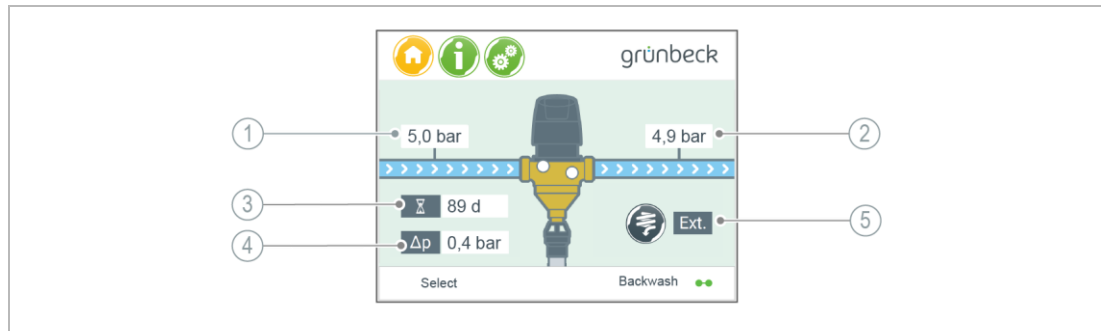 grünbeck
1
5,0 bar
4,9 bar
2
3
89 d
4
Δp 0,4 bar
Ext.
5
Select
Backwash